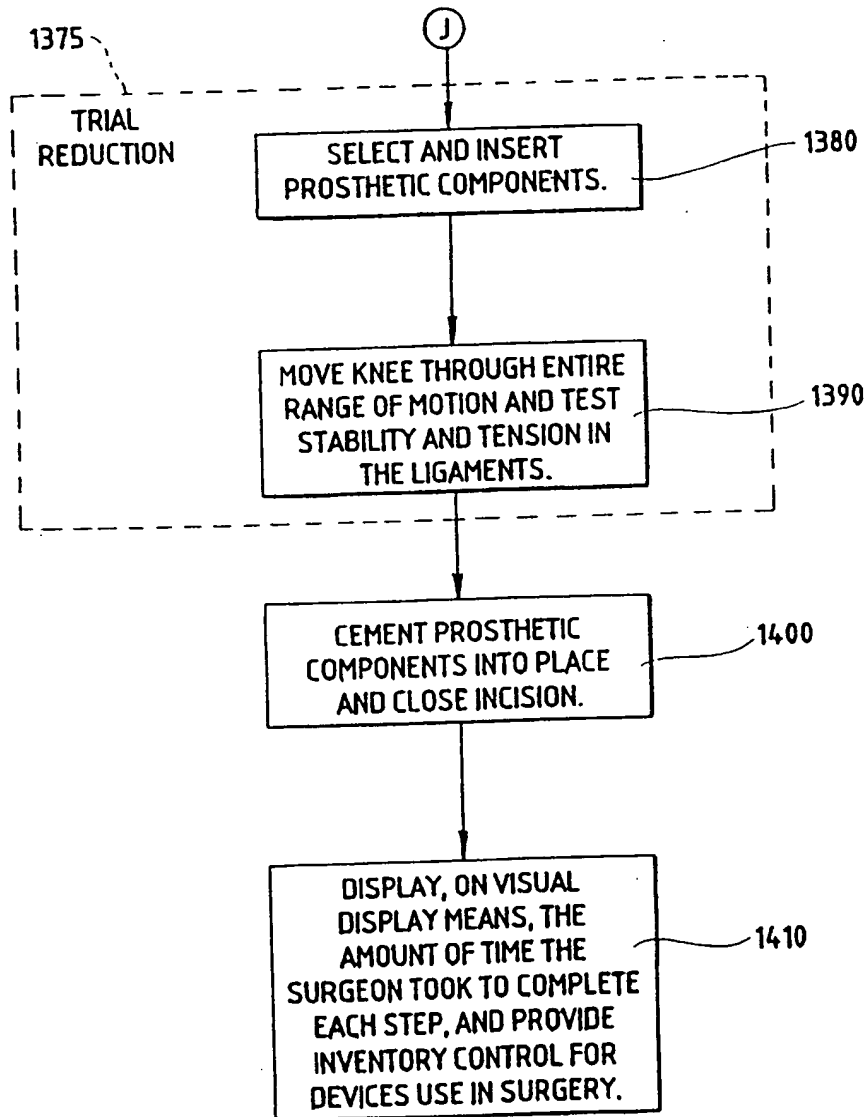 J
1375
TRIAL
REDUCTION
SELECT AND INSERT
PROSTHETIC COMPONENTS.
1380
MOVE KNEE THROUGH ENTIRE
RANGE OF MOTION AND TEST
STABILITY AND TENSION IN
THE LIGAMENTS.
1390
CEMENT PROSTHETIC
COMPONENTS INTO PLACE
AND CLOSE INCISION.
1400
DISPLAY, ON VISUAL
DISPLAY MEANS, THE
AMOUNT OF TIME THE
SURGEON TOOK TO COMPLETE
EACH STEP, AND PROVIDE
INVENTORY CONTROL FOR
DEVICES USE IN SURGERY.
1410